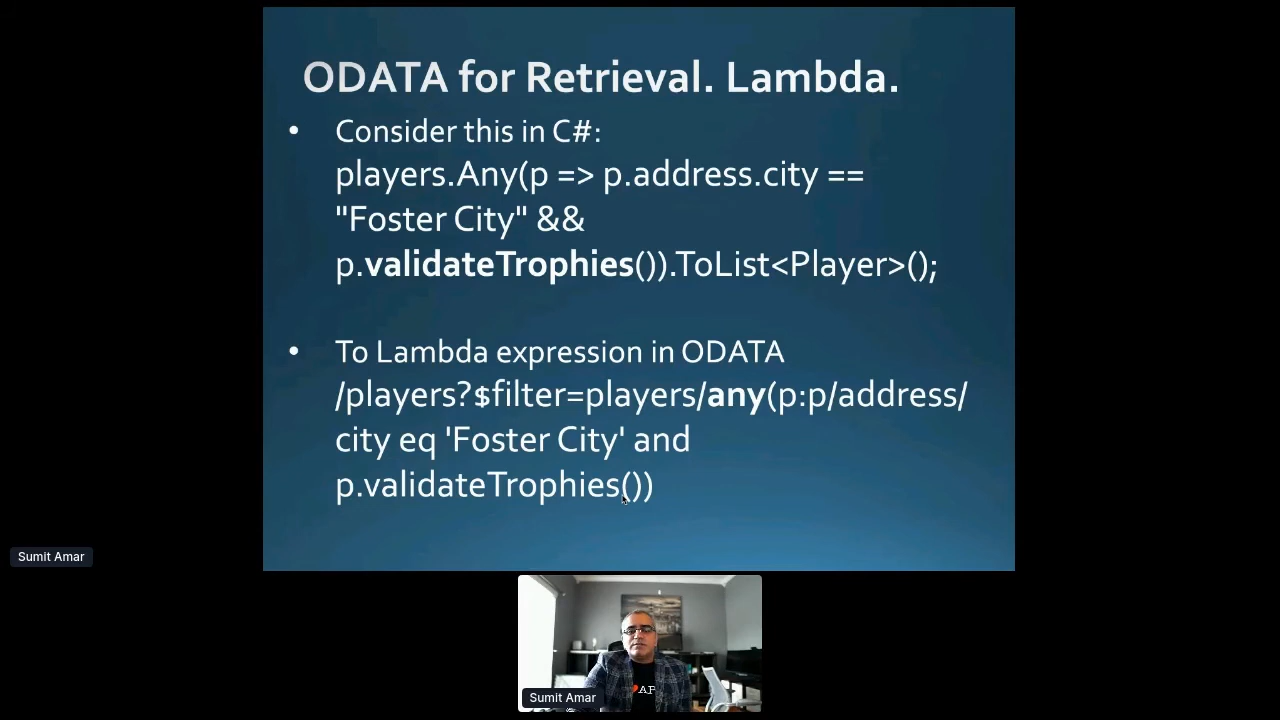 ODATA for Retrieval. Lambda.
• Consider this in C#:
players.Any(p => p.address.city ==
"Foster City" &&
p.validateTrophies()).ToList<Player>();
• To Lambda expression in ODATA
/players?$filter=players/any(p:p/address/
city eq 'Foster City' and
p.validateTrophies())
Sumit Amar
Sumit Amar
AP